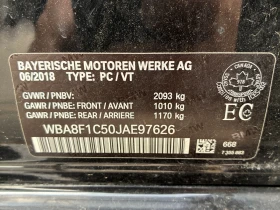 BAYERISCHE MOTOREN WERKE AG
06/2018 TYPE: PC / VT
GVWR / PNBV: 2093 kg
GAWR / PNBE: FRONT / AVANT 1010 kg
GAWR / PNBE: REAR / ARRIERE 1170 kg
WBA8F1C50JAE97626
EC
668